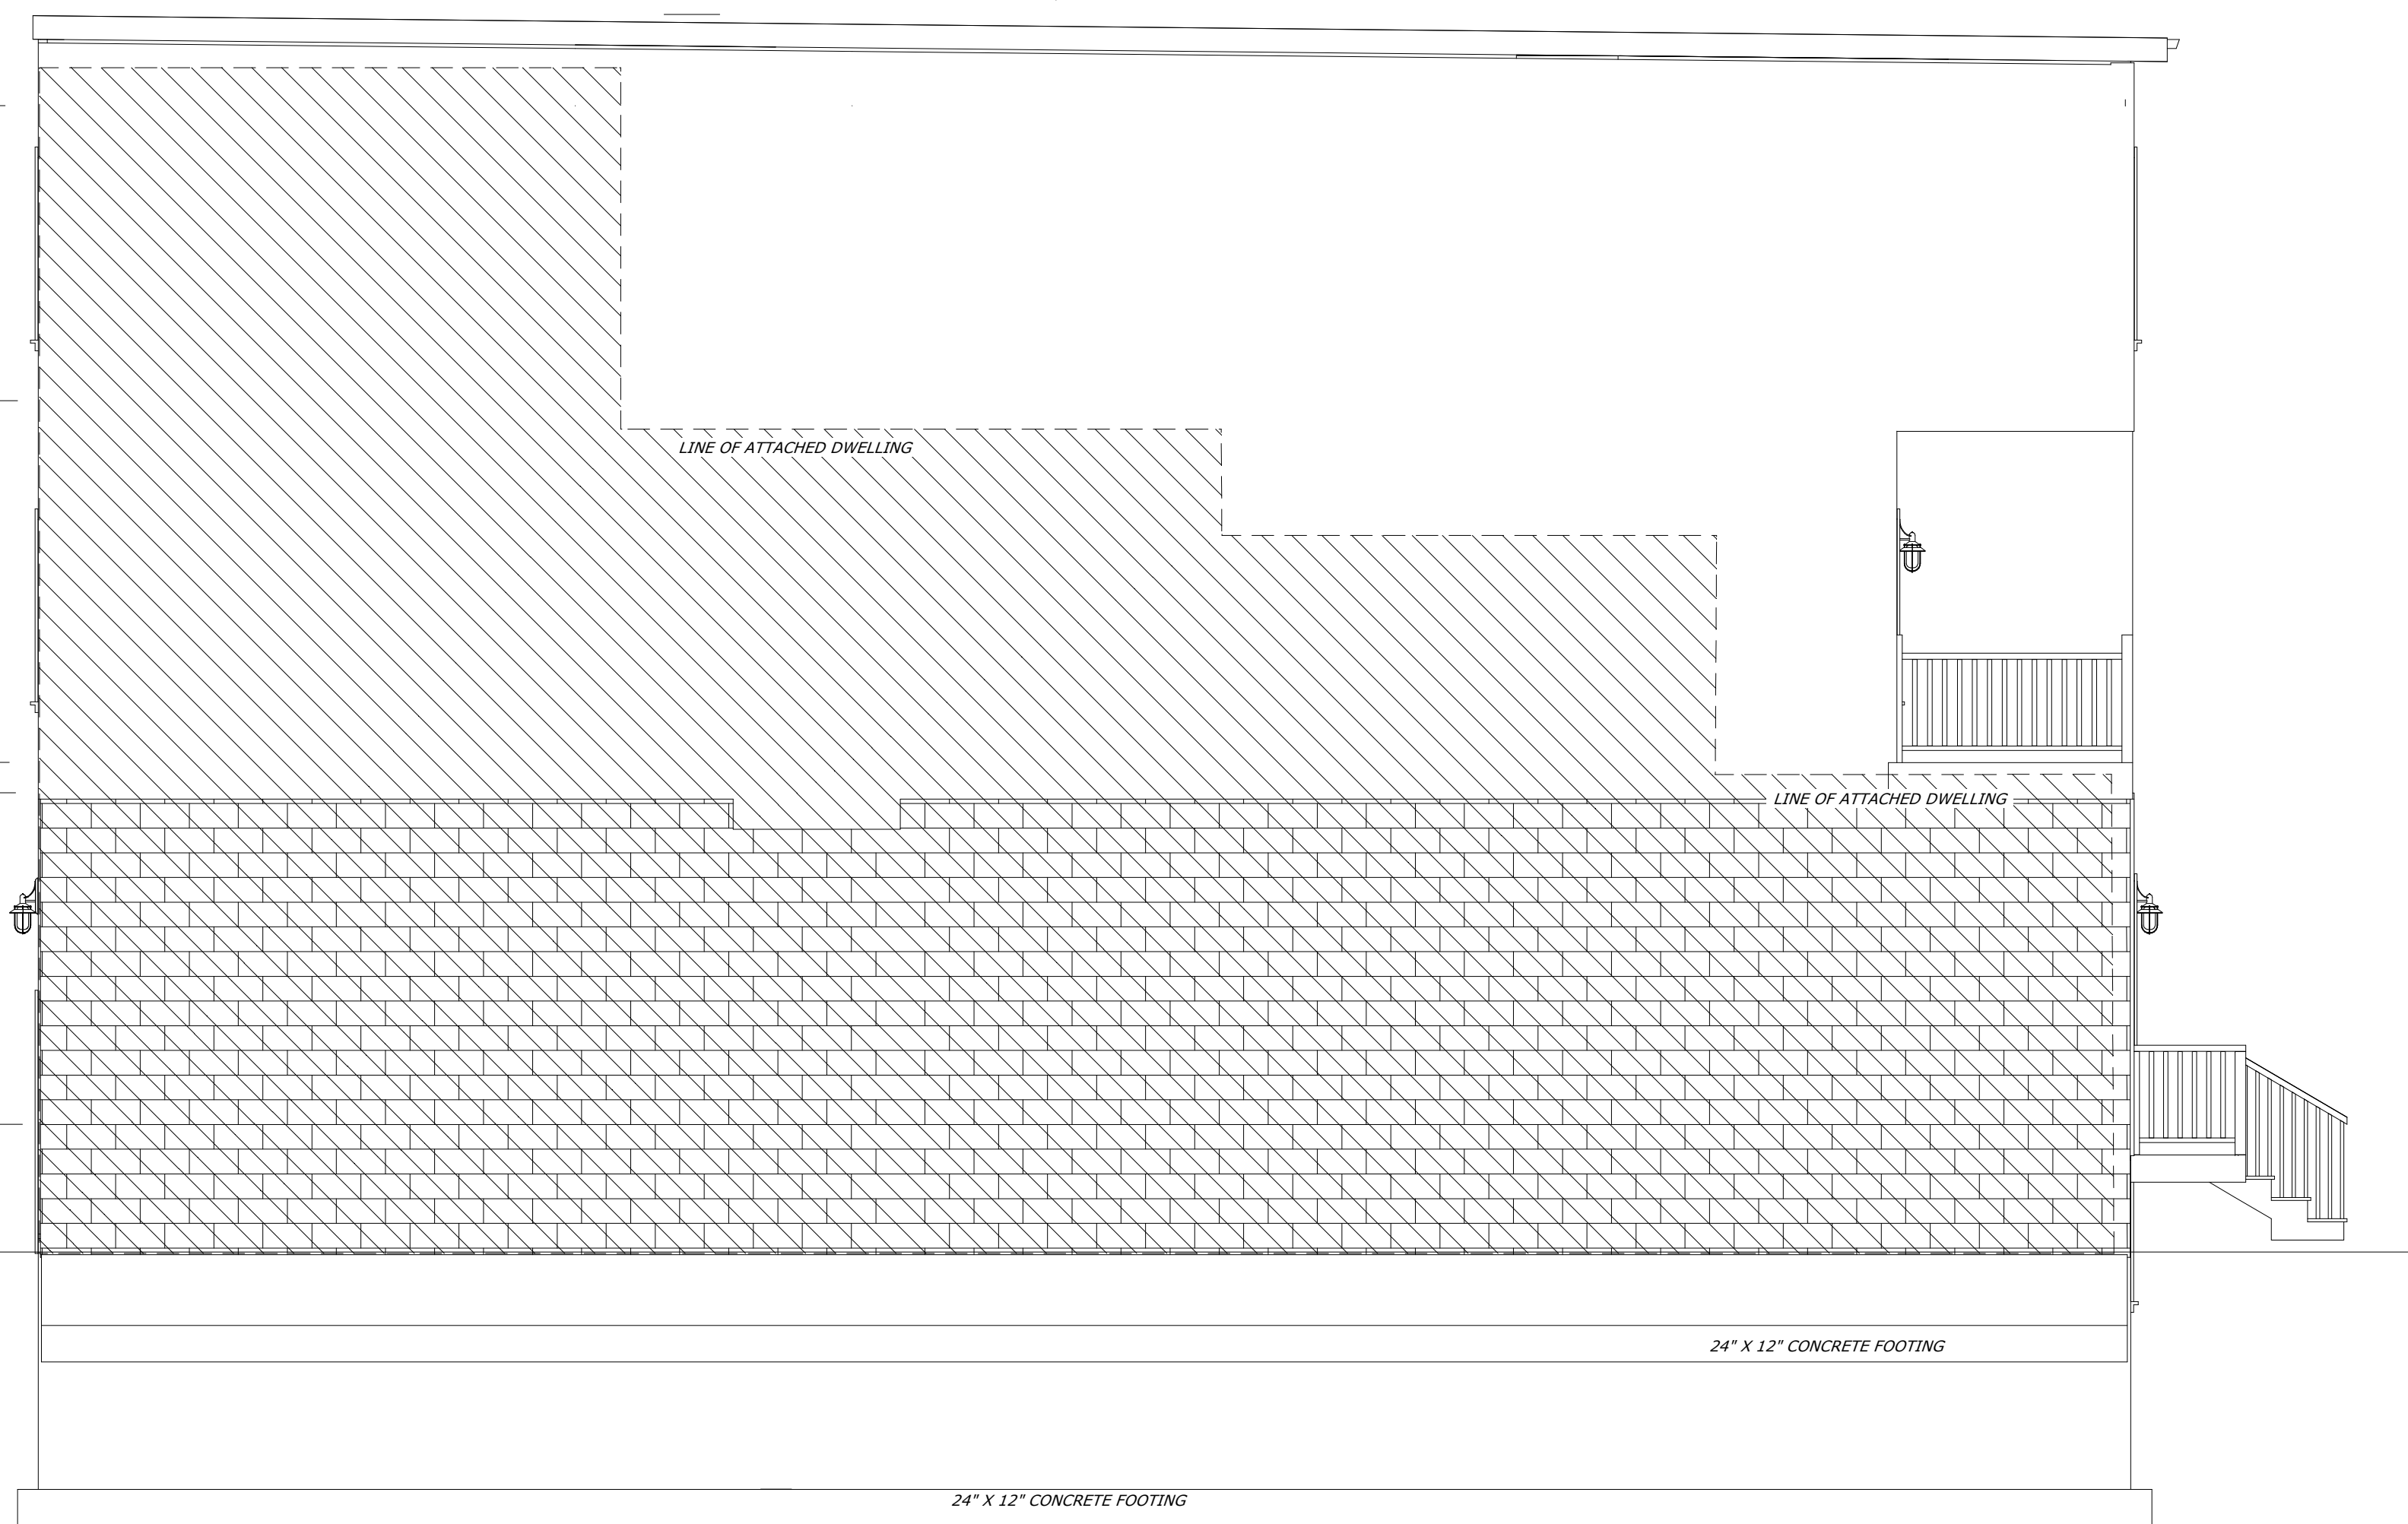 LINE OF ATTACHED DWELLING
LINE OF ATTACHED DWELLING
24" X 12" CONCRETE FOOTING
24" X 12" CONCRETE FOOTING